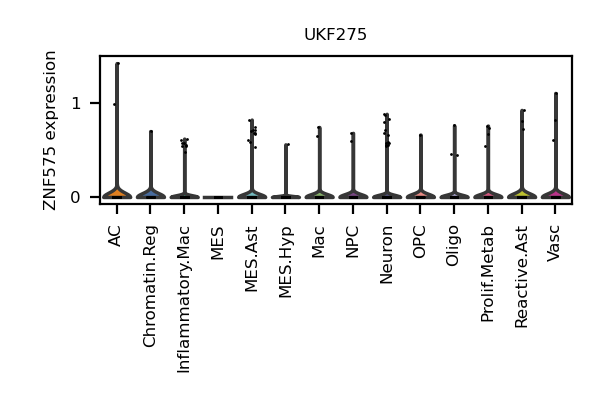 UKF275
ZNF575 expression
1
0
AC
Chromatin.Reg
Inflammatory.Mac
MES
MES.Ast
MES.Hyp
Mac
NPC
Neuron
OPC
Oligo
Prolif.Metab
Reactive.Ast
Vasc